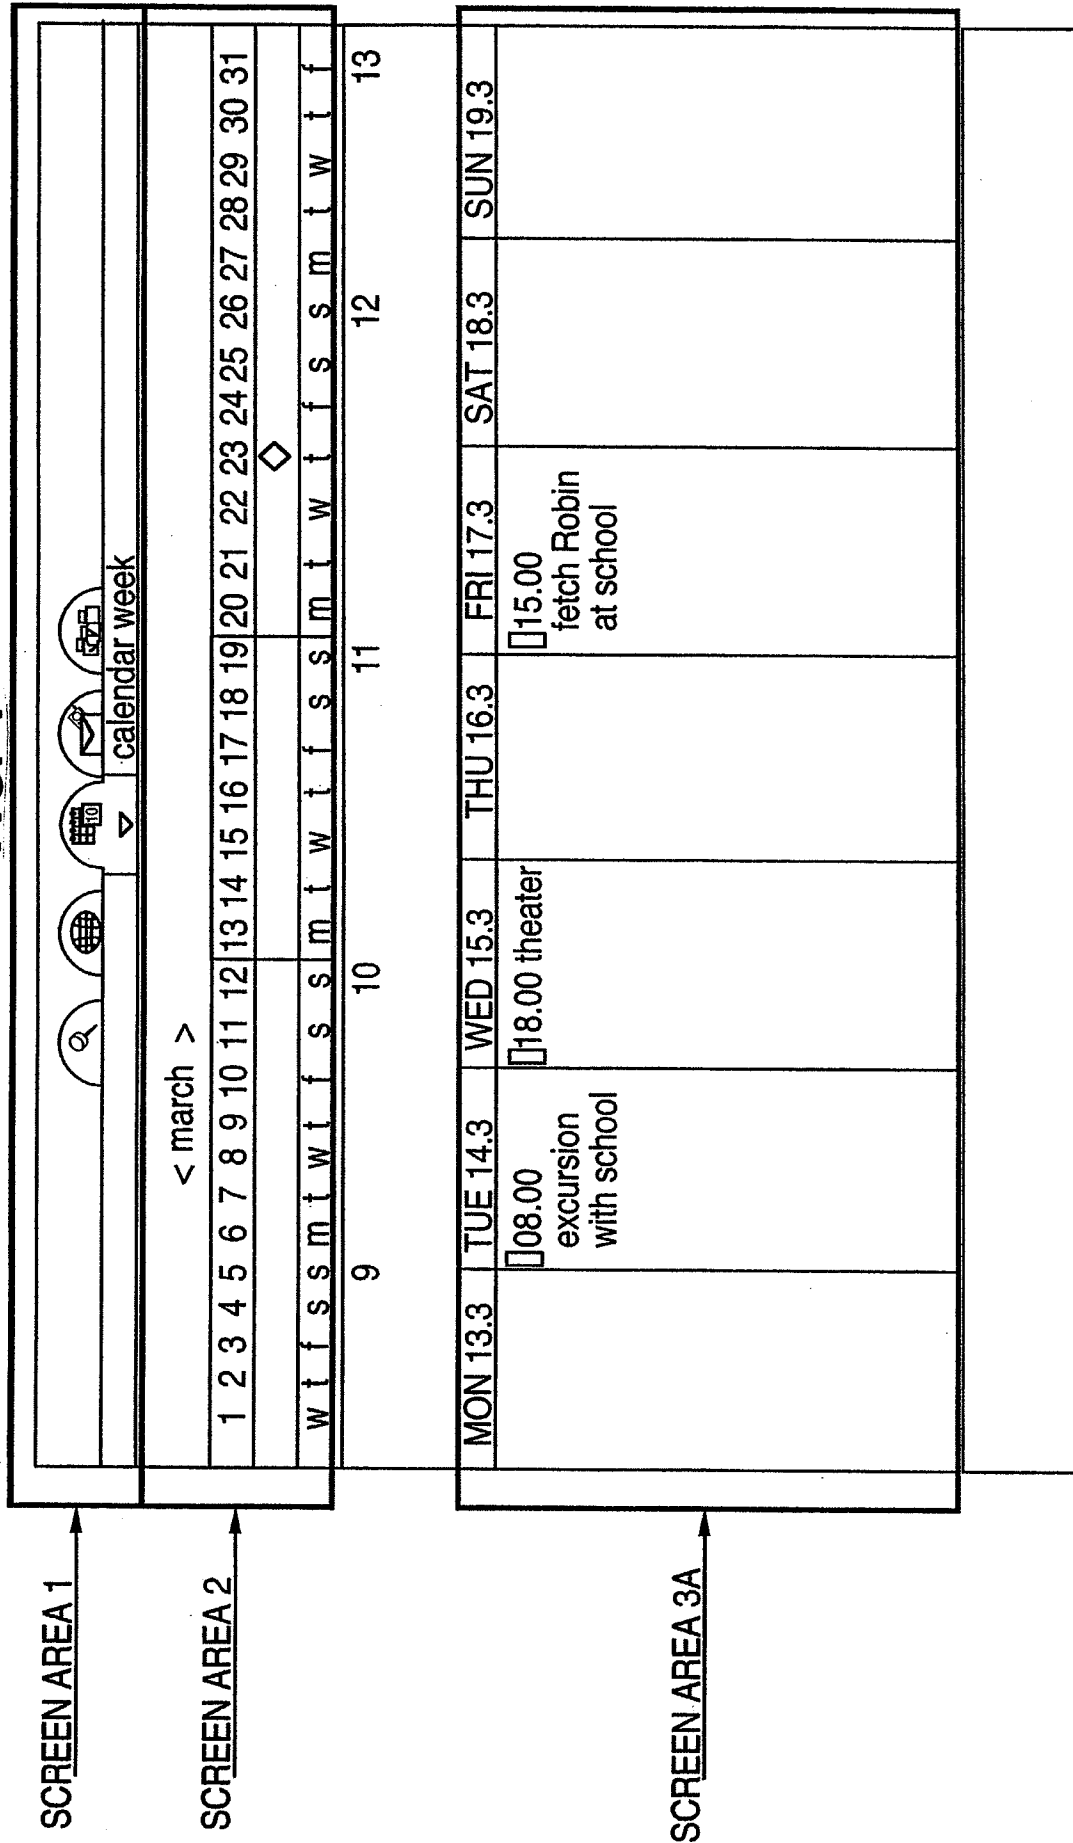 SCREEN AREA 1
calendar week
10
SCREEN AREA 2
< march >
1 2 3 4 5 6 7 8 9 10 11 12 13 14 15 16 17 18 19 20 21 22 23 24 25 26 27 28 29 30 31
w t f s s m t w t f s s m t w t f s s m t w t f s s m t w t f
9 10 11 12 13
SCREEN AREA 3A
MON 13.3 TUE 14.3 WED 15.3 THU 16.3 FRI 17.3 SAT 18.3 SUN 19.3
08.00
excursion
with school
18.00 theater
15.00
fetch Robin
at school